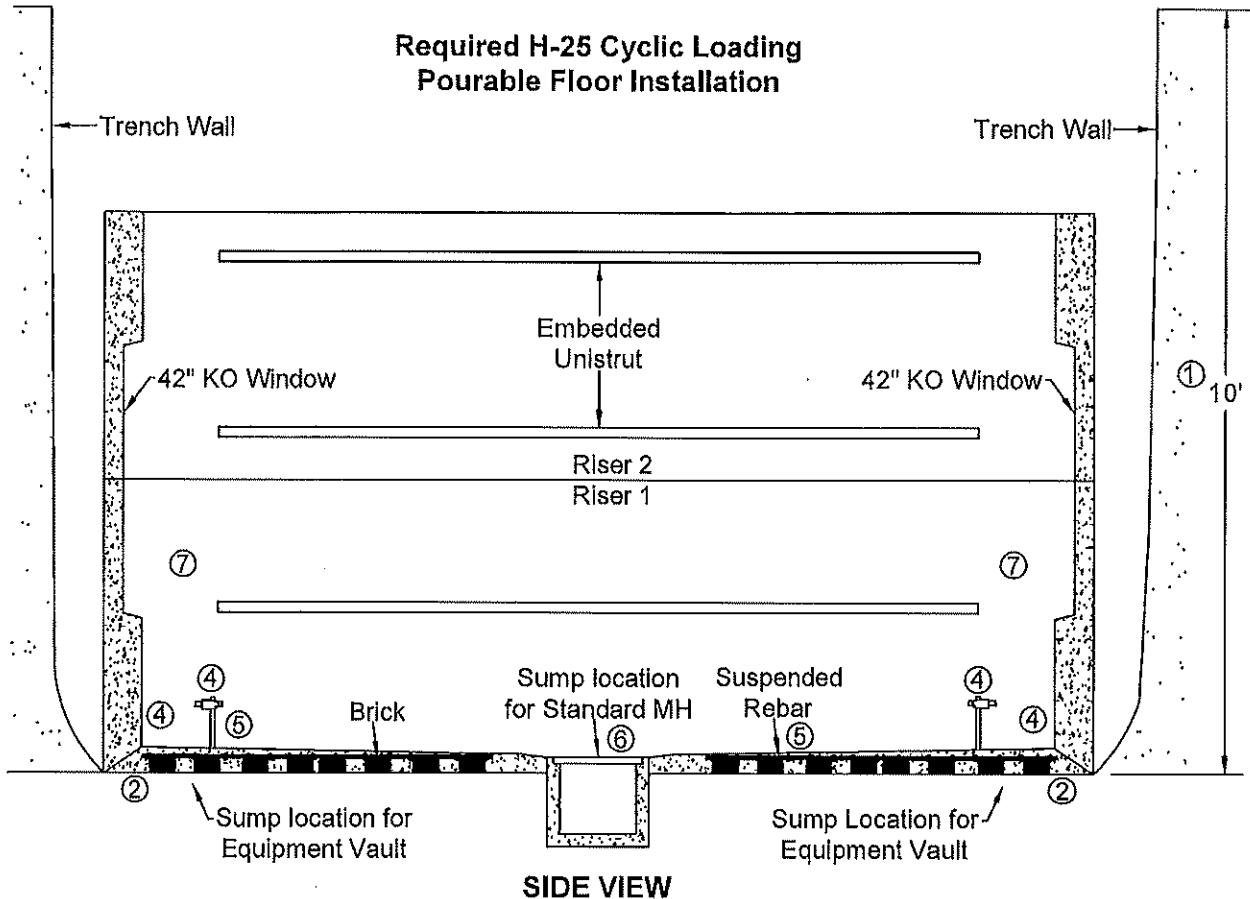 Required H-25 Cyclic Loading
Pourable Floor Installation
Trench Wall
Trench Wall
Embedded
Unistrut
42" KO Window
42" KO Window
① 10'
Riser 2
Riser 1
⑦
⑦
④
④
④ ⑤
Brick
Sump location
for Standard MH
⑥
Suspended
Rebar
⑤
④
②
②
Sump location for
Equipment Vault
Sump Location for
Equipment Vault
SIDE VIEW